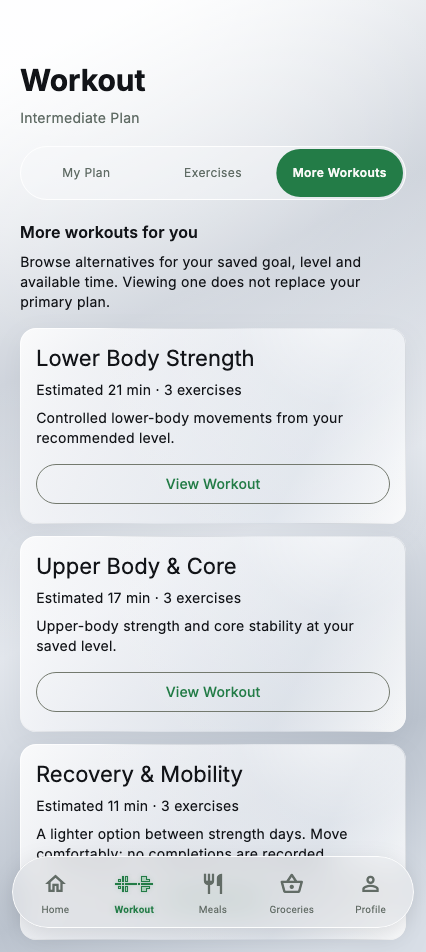 Workout
Intermediate Plan
My Plan
Exercises
More Workouts
More workouts for you
Browse alternatives for your saved goal, level and
available time. Viewing one does not replace your
primary plan.
Lower Body Strength
Estimated 21 min · 3 exercises
Controlled lower-body movements from your
recommended level.
View Workout
Upper Body & Core
Estimated 17 min · 3 exercises
Upper-body strength and core stability at your
saved level.
View Workout
Recovery & Mobility
Estimated 11 min · 3 exercises
A lighter option between strength days. Move
comfortably; no completions are recorded.
Home
Workout
Meals
Groceries
Profile